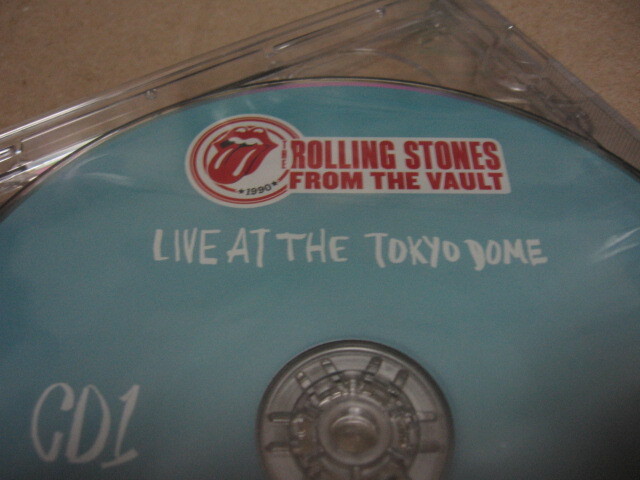 THE
ROLLING STONES
FROM THE VAULT
★1990★
LIVE AT THE TOKYO DOME
CD1